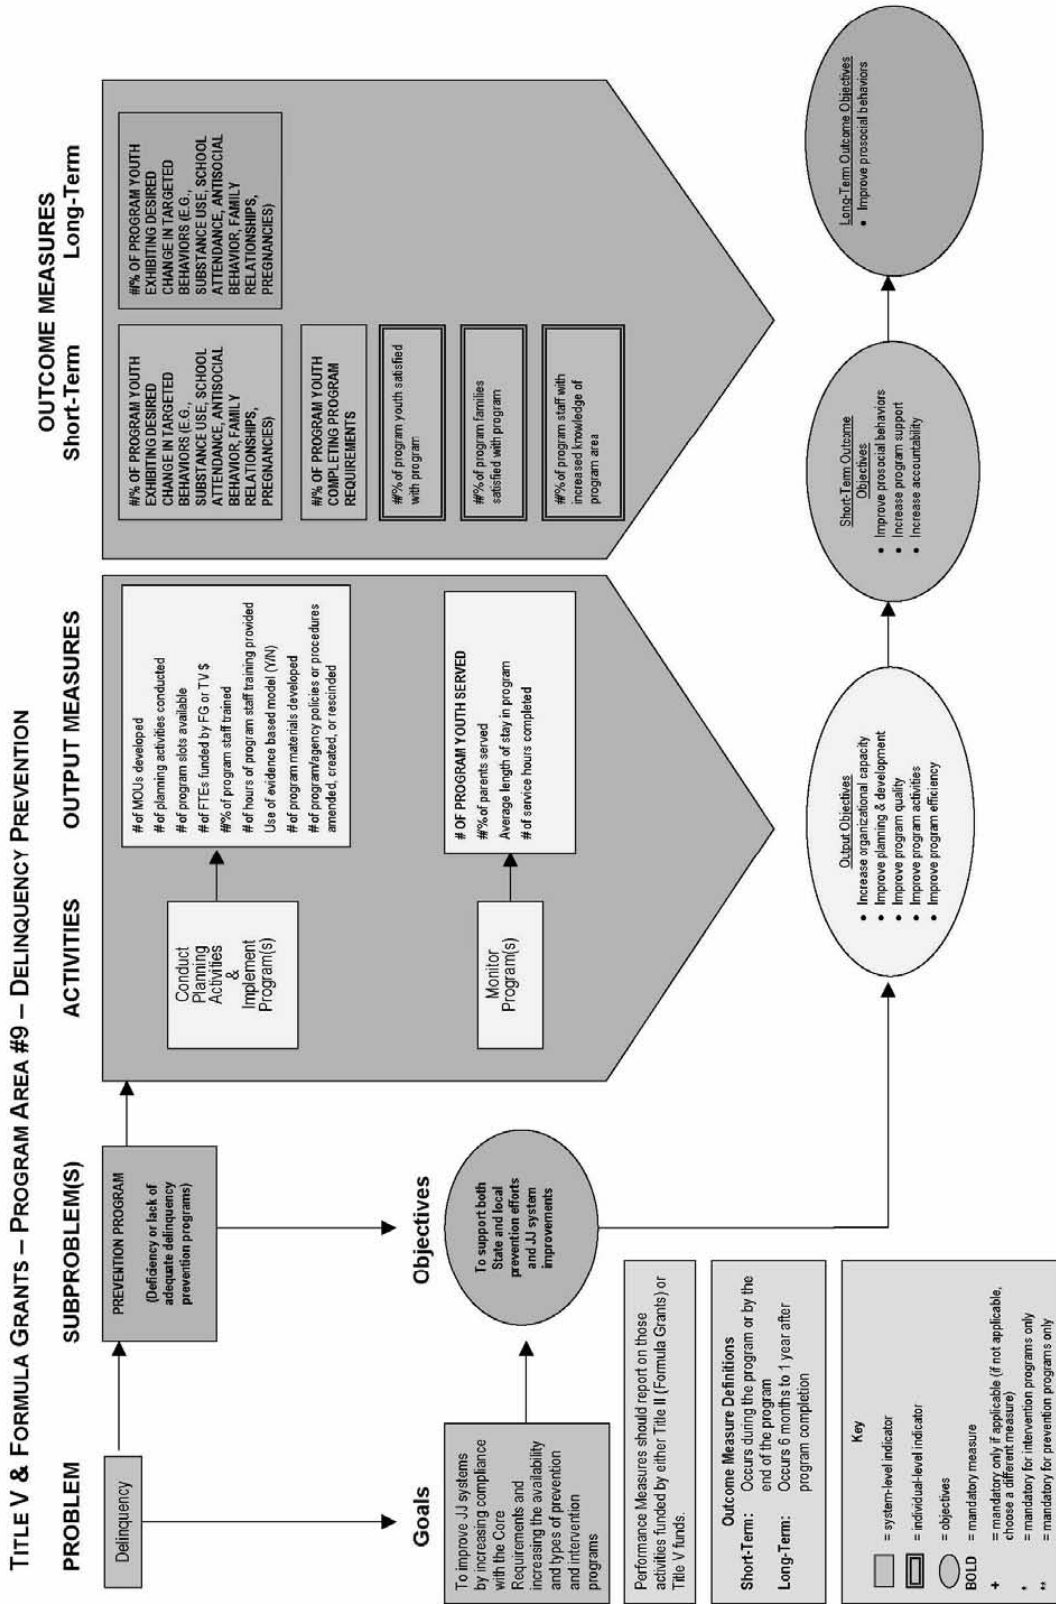 TITLE V & FORMULA GRANTS – PROGRAM AREA #9 – DELINQUENCY PREVENTION
PROBLEM
SUBPROBLEM(S)
ACTIVITIES
OUTPUT MEASURES
OUTCOME MEASURES
Short-Term
Long-Term
Delinquency
PREVENTION PROGRAM
(Deficiency or lack of
adequate delinquency
prevention programs)
Conduct
Planning
Activities
&
Implement
Program(s)
# of MOUs developed
# of planning activities conducted
# of program slots available
# of FTEs funded by FG or TV $
#/% of program staff trained
# of hours of program staff training provided
Use of evidence based model (Y/N)
# of program materials developed
# of program/agency policies or procedures
amended, created, or rescinded
Monitor
Program(s)
# OF PROGRAM YOUTH SERVED
#/% of parents served
Average length of stay in program
# of service hours completed
#/% OF PROGRAM YOUTH
EXHIBITING DESIRED
CHANGE IN TARGETED
BEHAVIORS (E.G.,
SUBSTANCE USE, SCHOOL
ATTENDANCE, ANTISOCIAL
BEHAVIOR, FAMILY
RELATIONSHIPS,
PREGNANCIES)
#/% OF PROGRAM YOUTH
COMPLETING PROGRAM
REQUIREMENTS
#/% of program youth satisfied
with program
#/% of program families
satisfied with program
#/% of program staff with
increased knowledge of
program area
#/% OF PROGRAM YOUTH
EXHIBITING DESIRED
CHANGE IN TARGETED
BEHAVIORS (E.G.,
SUBSTANCE USE, SCHOOL
ATTENDANCE, ANTISOCIAL
BEHAVIOR, FAMILY
RELATIONSHIPS,
PREGNANCIES)
Goals
Objectives
To improve JJ systems
by increasing compliance
with the Core
Requirements and
increasing the availability
and types of prevention
and intervention
programs
To support both
State and local
prevention efforts
and JJ system
improvements
Output Objectives
• Increase organizational capacity
• Improve planning & development
• Improve program quality
• Improve program activities
• Improve program efficiency
Short-Term Outcome
Objectives
• Improve prosocial behaviors
• Increase program support
• Increase accountability
Long-Term Outcome Objectives
• Improve prosocial behaviors
Performance Measures should report on those
activities funded by either Title II (Formula Grants) or
Title V funds.
Outcome Measure Definitions
Short-Term: Occurs during the program or by the
end of the program
Long-Term: Occurs 6 months to 1 year after
program completion
Key
= system-level indicator
= individual-level indicator
= objectives
BOLD = mandatory measure
+ = mandatory only if applicable (if not applicable,
choose a different measure)
* = mandatory for intervention programs only
** = mandatory for prevention programs only